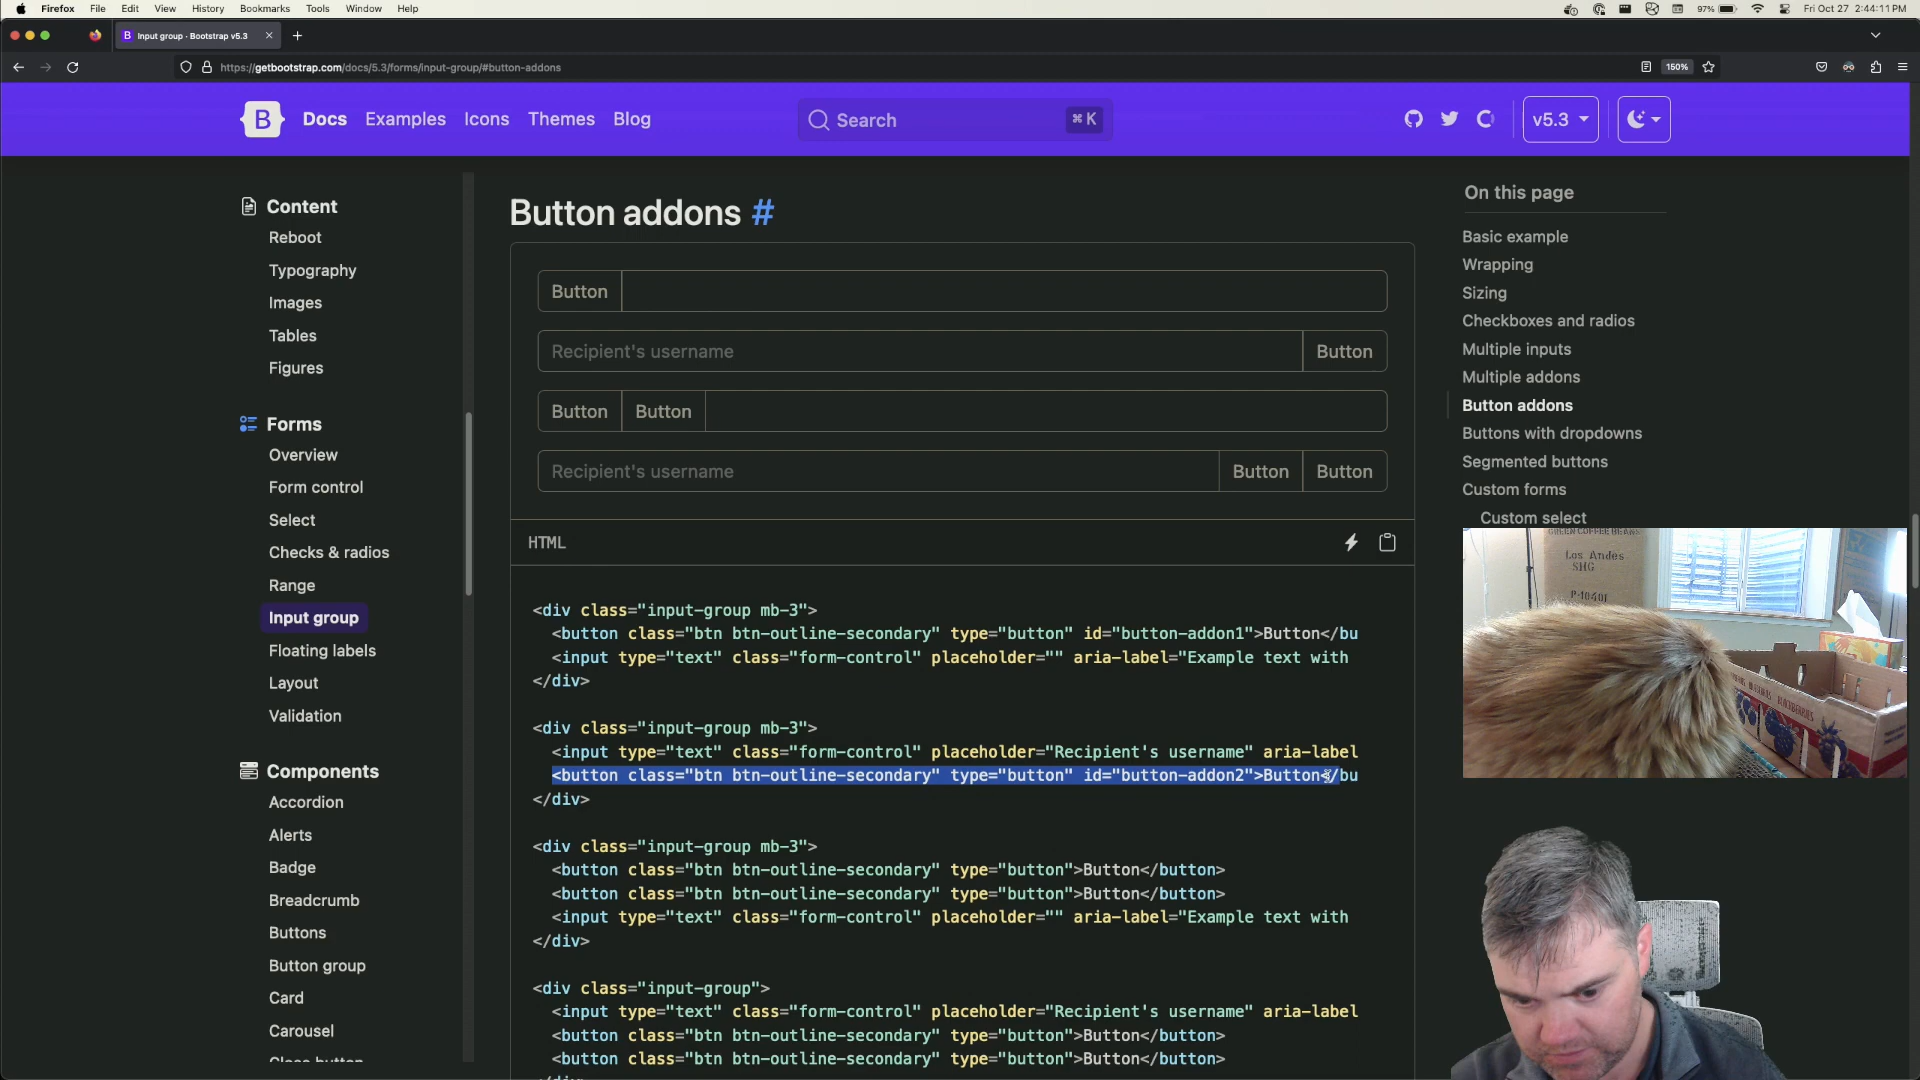 Firefox File Edit View History Bookmarks Tools Window Help
97% Fri Oct 27 2:44:11 PM
Input group · Bootstrap v5.3
https://getbootstrap.com/docs/5.3/forms/input-group/#button-addons
150%
B Docs Examples Icons Themes Blog
Search ⌘ K
v5.3
Content
Reboot
Typography
Images
Tables
Figures
Forms
Overview
Form control
Select
Checks & radios
Range
Input group
Floating labels
Layout
Validation
Components
Accordion
Alerts
Badge
Breadcrumb
Buttons
Button group
Card
Carousel
Close button
Button addons #
Button
Recipient's username Button
Button Button
Recipient's username Button Button
HTML
<div class="input-group mb-3">
<button class="btn btn-outline-secondary" type="button" id="button-addon1">Button</bu
<input type="text" class="form-control" placeholder="" aria-label="Example text with
</div>
<div class="input-group mb-3">
<input type="text" class="form-control" placeholder="Recipient's username" aria-label
<button class="btn btn-outline-secondary" type="button" id="button-addon2">Button</bu
</div>
<div class="input-group mb-3">
<button class="btn btn-outline-secondary" type="button">Button</button>
<button class="btn btn-outline-secondary" type="button">Button</button>
<input type="text" class="form-control" placeholder="" aria-label="Example text with
</div>
<div class="input-group">
<input type="text" class="form-control" placeholder="Recipient's username" aria-label
<button class="btn btn-outline-secondary" type="button">Button</button>
<button class="btn btn-outline-secondary" type="button">Button</button>
</div>
On this page
Basic example
Wrapping
Sizing
Checkboxes and radios
Multiple inputs
Multiple addons
Button addons
Buttons with dropdowns
Segmented buttons
Custom forms
Custom select
GREEN COFFEE BEANS
Los Andes
SHG
P-10401
BLACKBERRIES